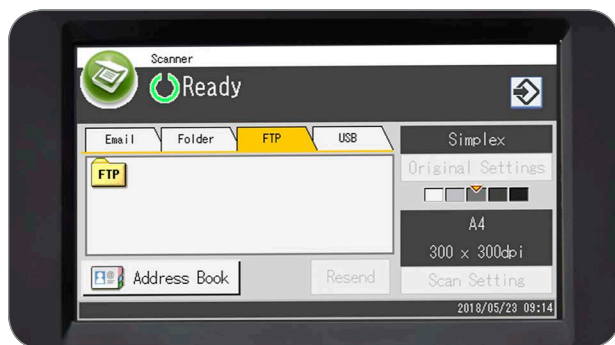 Scanner
Ready
Email Folder FTP USB
FTP
Address Book Resend
Simplex
Original Settings
A4
300 × 300dpi
Scan Setting
2018/05/23 09:14